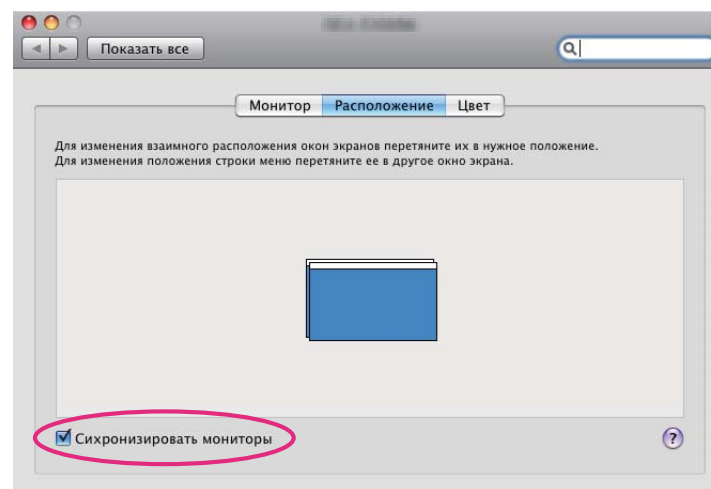 Показать все
Монитор Расположение Цвет
Для изменения взаимного расположения окон экранов перетяните их в нужное положение.
Для изменения положения строки меню перетяните ее в другое окно экрана.
Сихронизировать мониторы
?